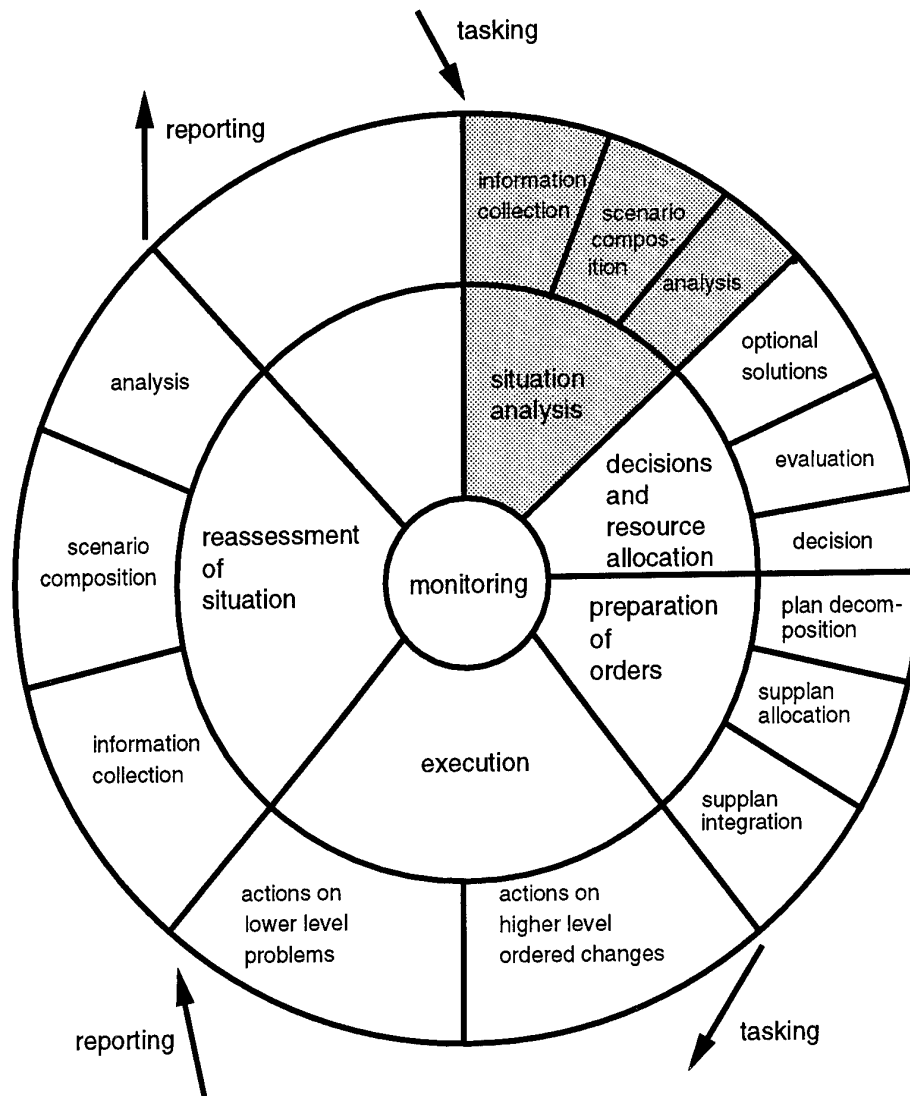 tasking
reporting
information
collection
scenario
compos-
ition
analysis
situation
analysis
optional
solutions
evaluation
decision
decisions
and
resource
allocation
monitoring
preparation
of
orders
plan decom-
position
supplan
allocation
supplan
integration
execution
actions on
higher level
ordered changes
actions on
lower level
problems
reassessment
of
situation
analysis
scenario
composition
information
collection
reporting
tasking